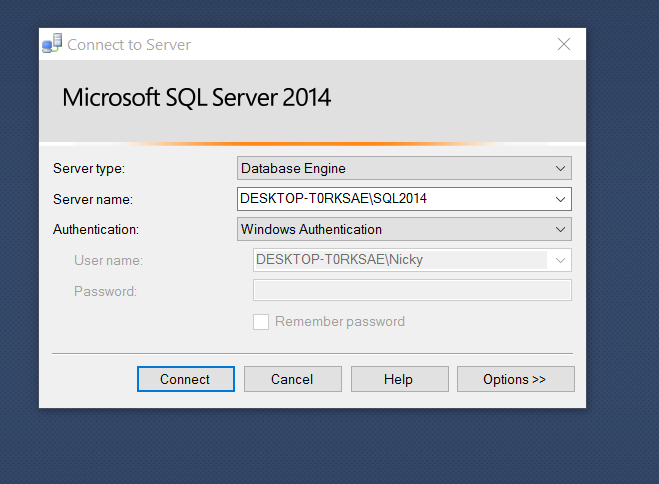 Connect to Server
Microsoft SQL Server 2014
Server type: Database Engine
Server name: DESKTOP-T0RKSAE\SQL2014
Authentication: Windows Authentication
User name: DESKTOP-T0RKSAE\Nicky
Password:
Remember password
Connect Cancel Help Options >>